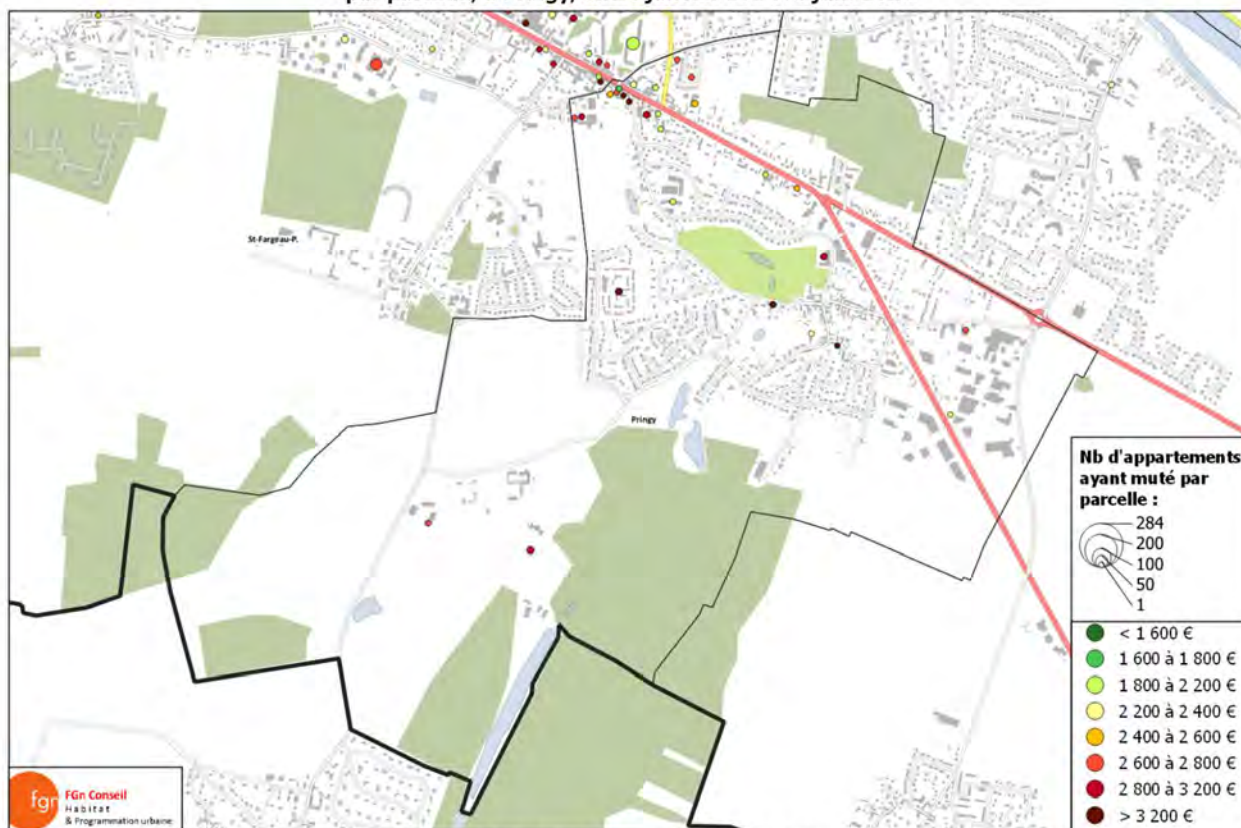 St-Fargeau-P.
Pringy
Nb d'appartements
ayant muté par
parcelle :
284
200
100
50
1
< 1 600 €
1 600 à 1 800 €
1 800 à 2 200 €
2 200 à 2 400 €
2 400 à 2 600 €
2 600 à 2 800 €
2 800 à 3 200 €
> 3 200 €
fgn
FGn Conseil
Habitat
& Programmation urbaine